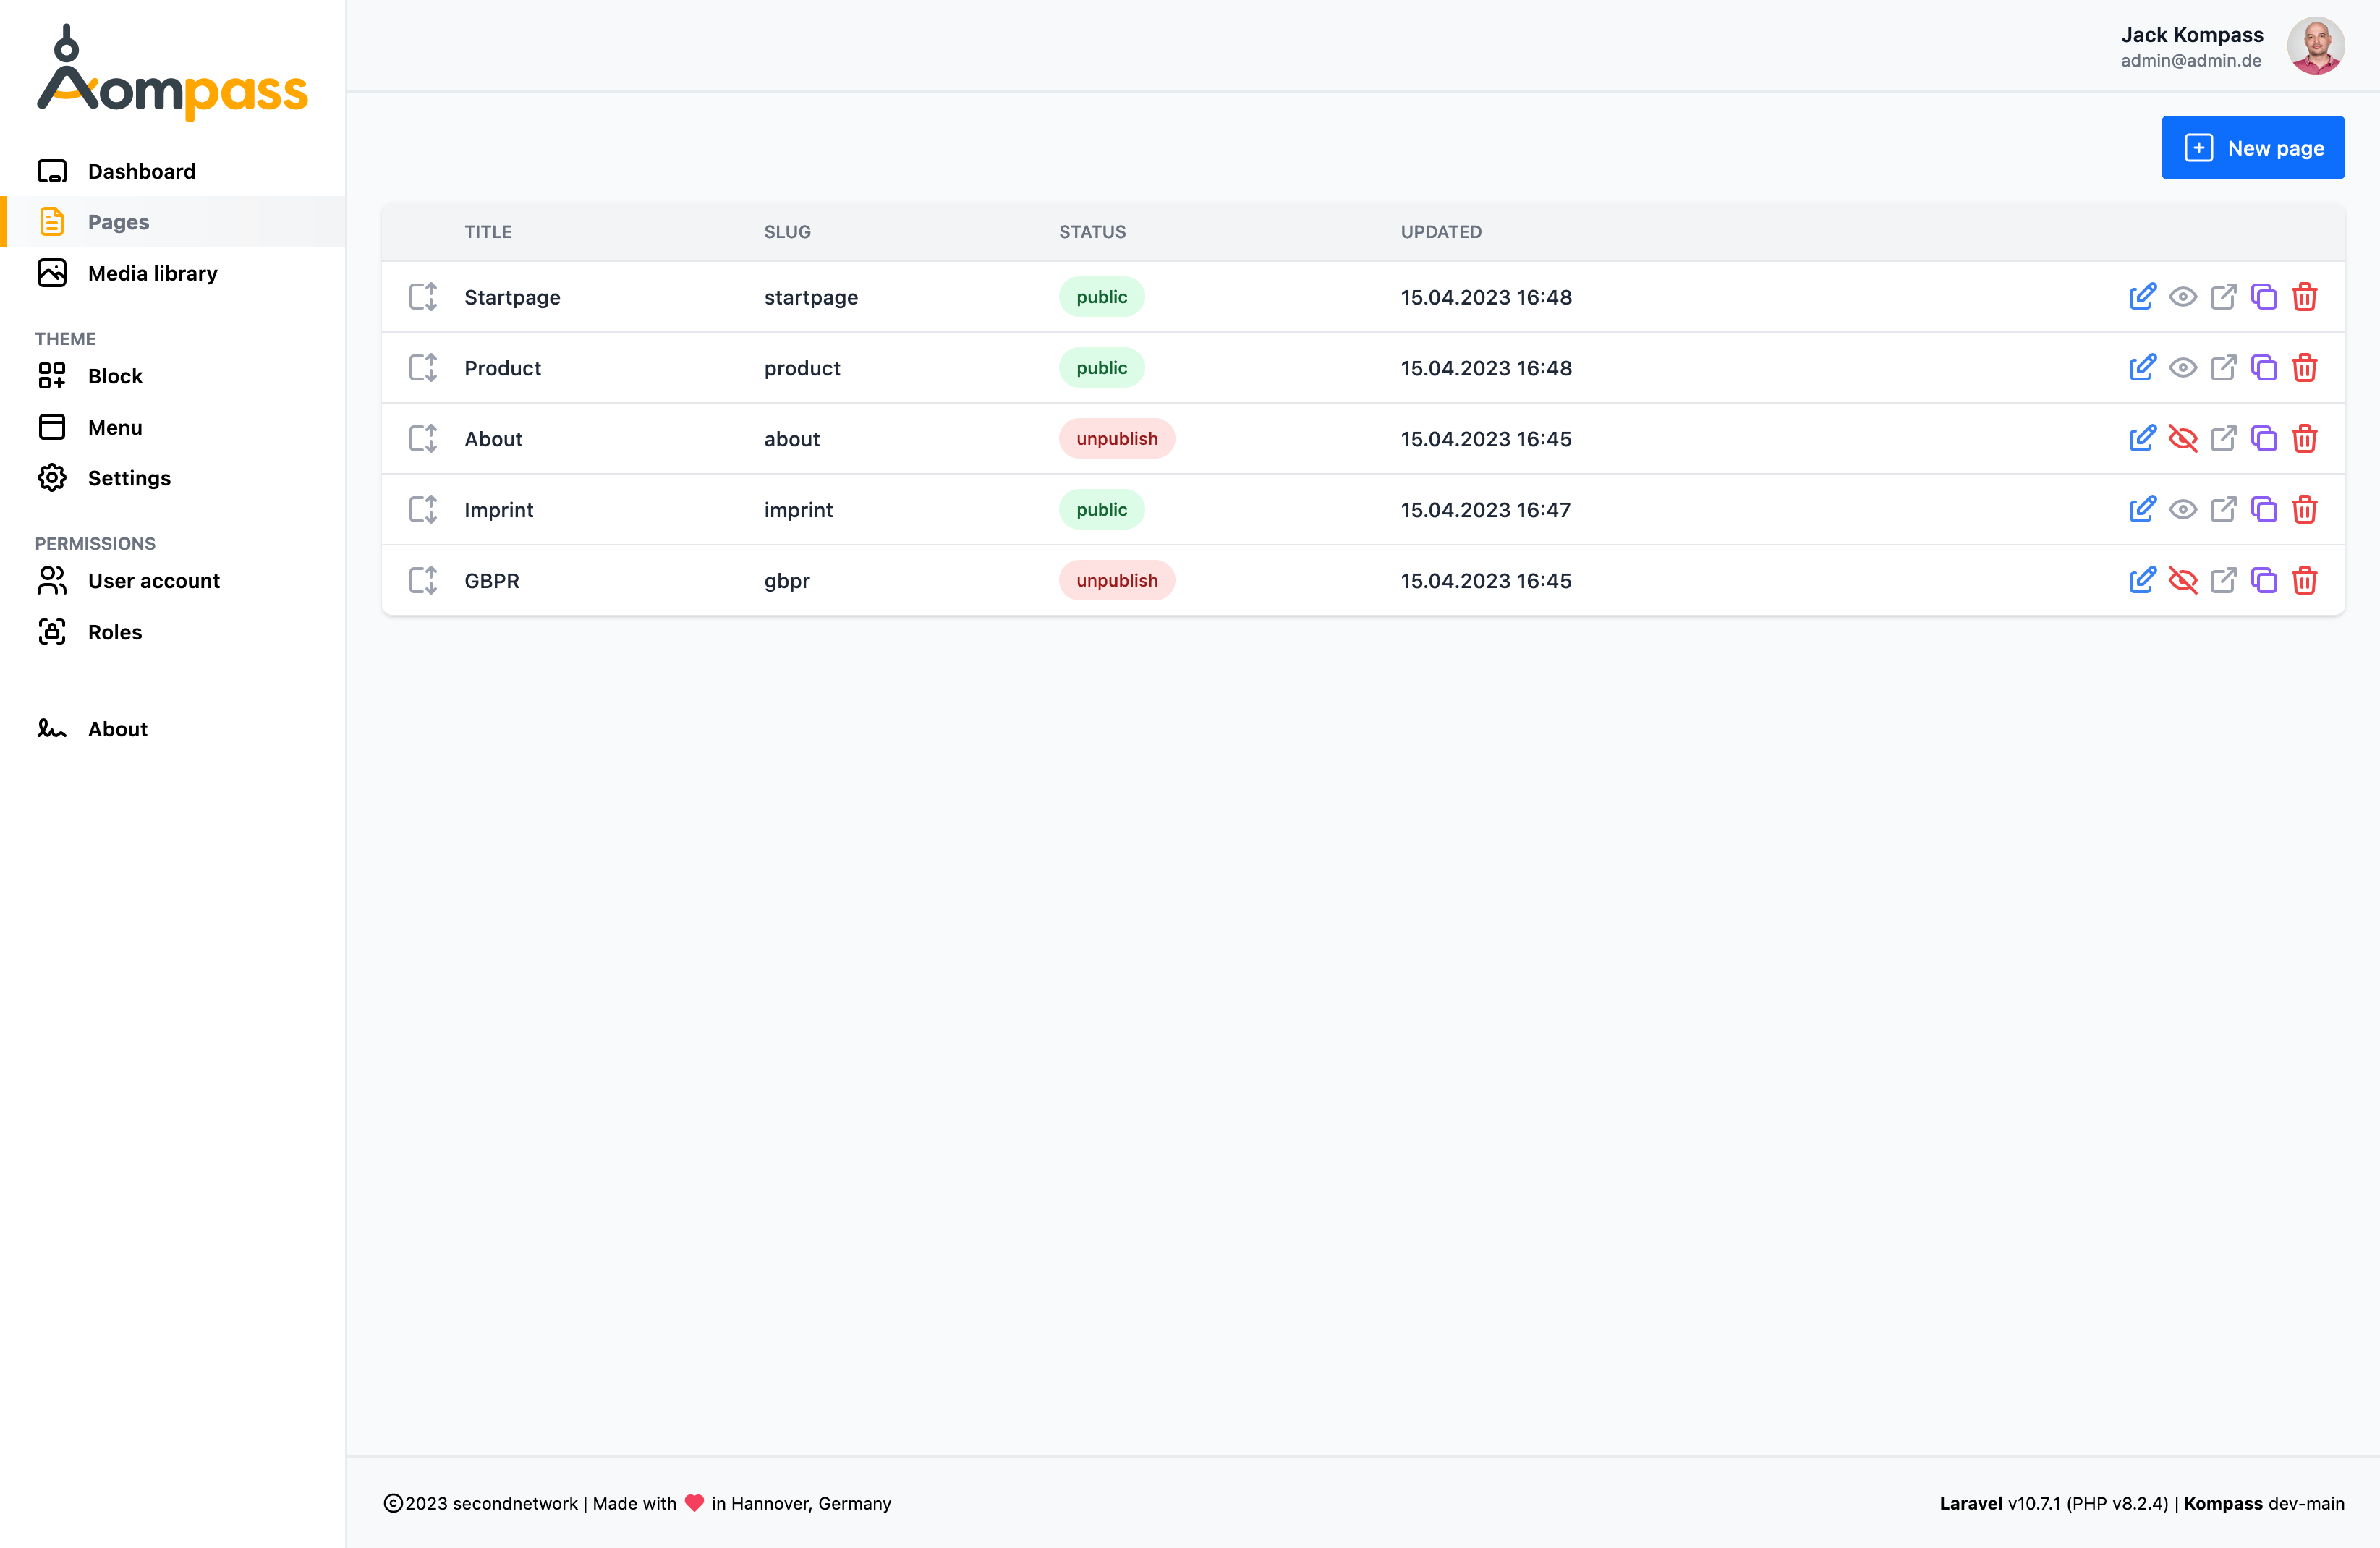 kompass
Jack Kompass
admin@admin.de
Dashboard
Pages
Media library
THEME
Block
Menu
Settings
PERMISSIONS
User account
Roles
About
New page
TITLE SLUG STATUS UPDATED
Startpage startpage public 15.04.2023 16:48
Product product public 15.04.2023 16:48
About about unpublish 15.04.2023 16:45
Imprint imprint public 15.04.2023 16:47
GBPR gbpr unpublish 15.04.2023 16:45
©2023 secondnetwork | Made with ❤ in Hannover, Germany
Laravel v10.7.1 (PHP v8.2.4) | Kompass dev-main